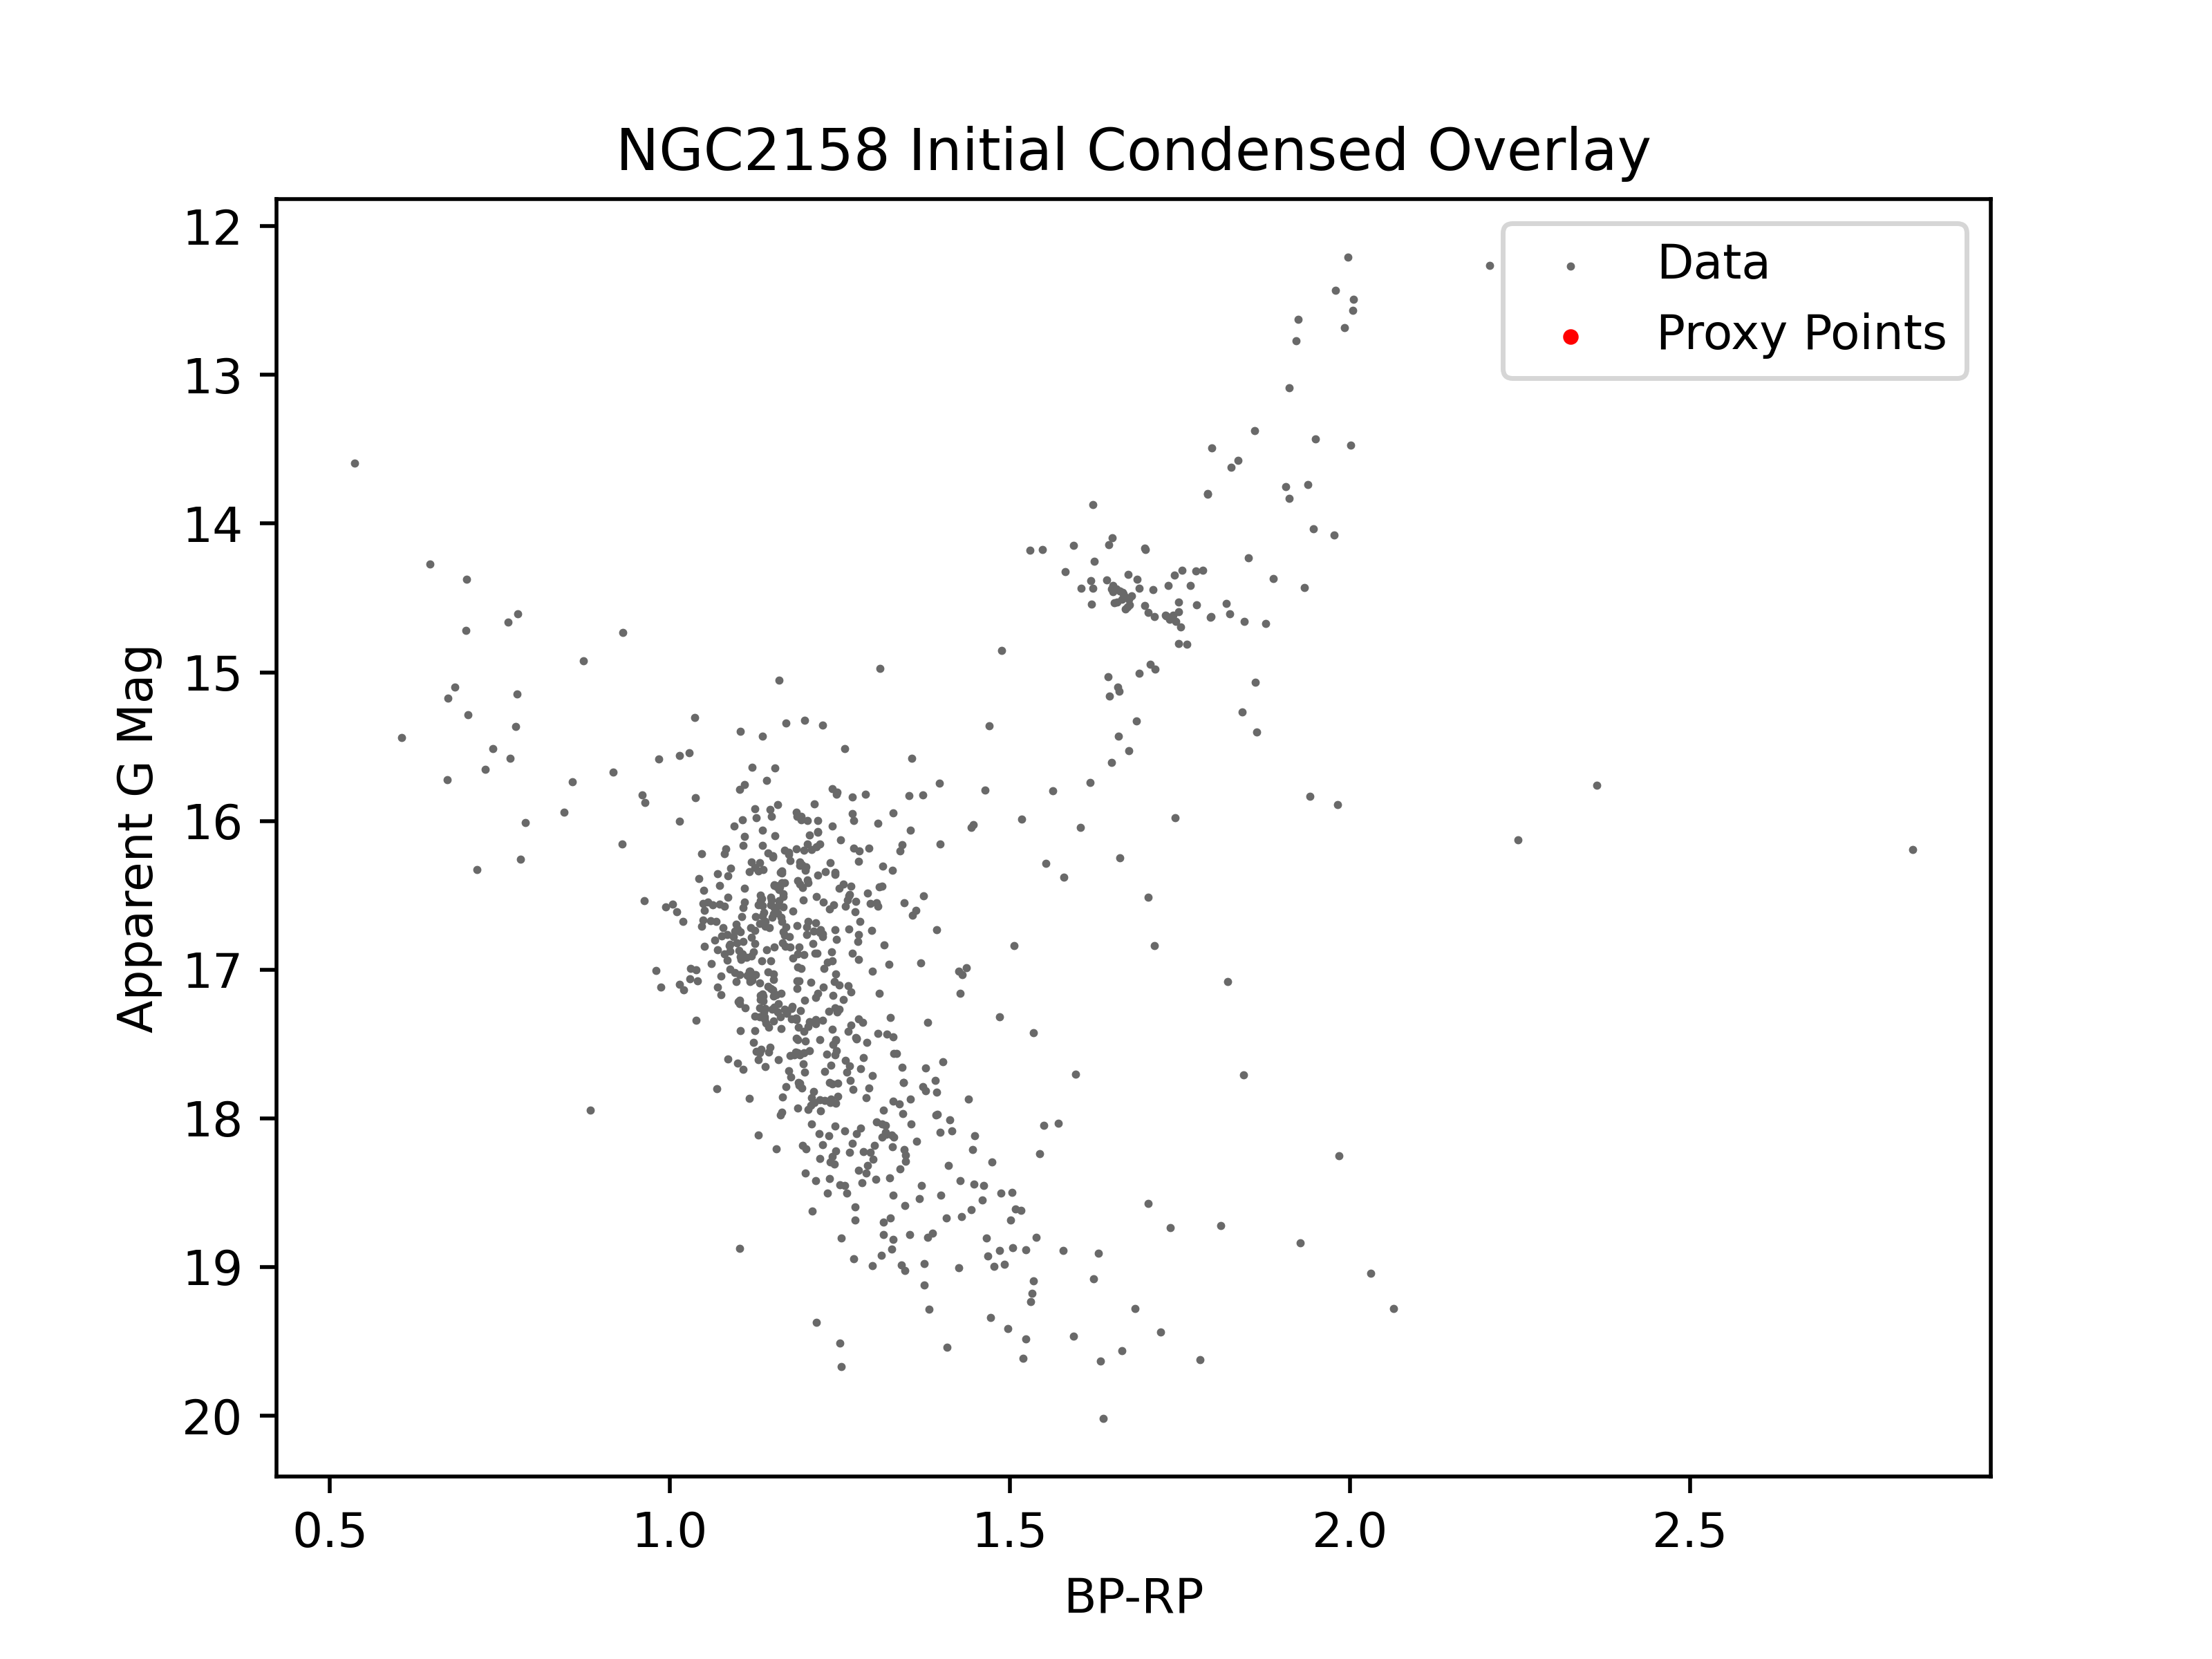 NGC2158 Initial Condensed Overlay
Data
Proxy Points
Apparent G Mag
12
13
14
15
16
17
18
19
20
0.5 1.0 1.5 2.0 2.5
BP-RP